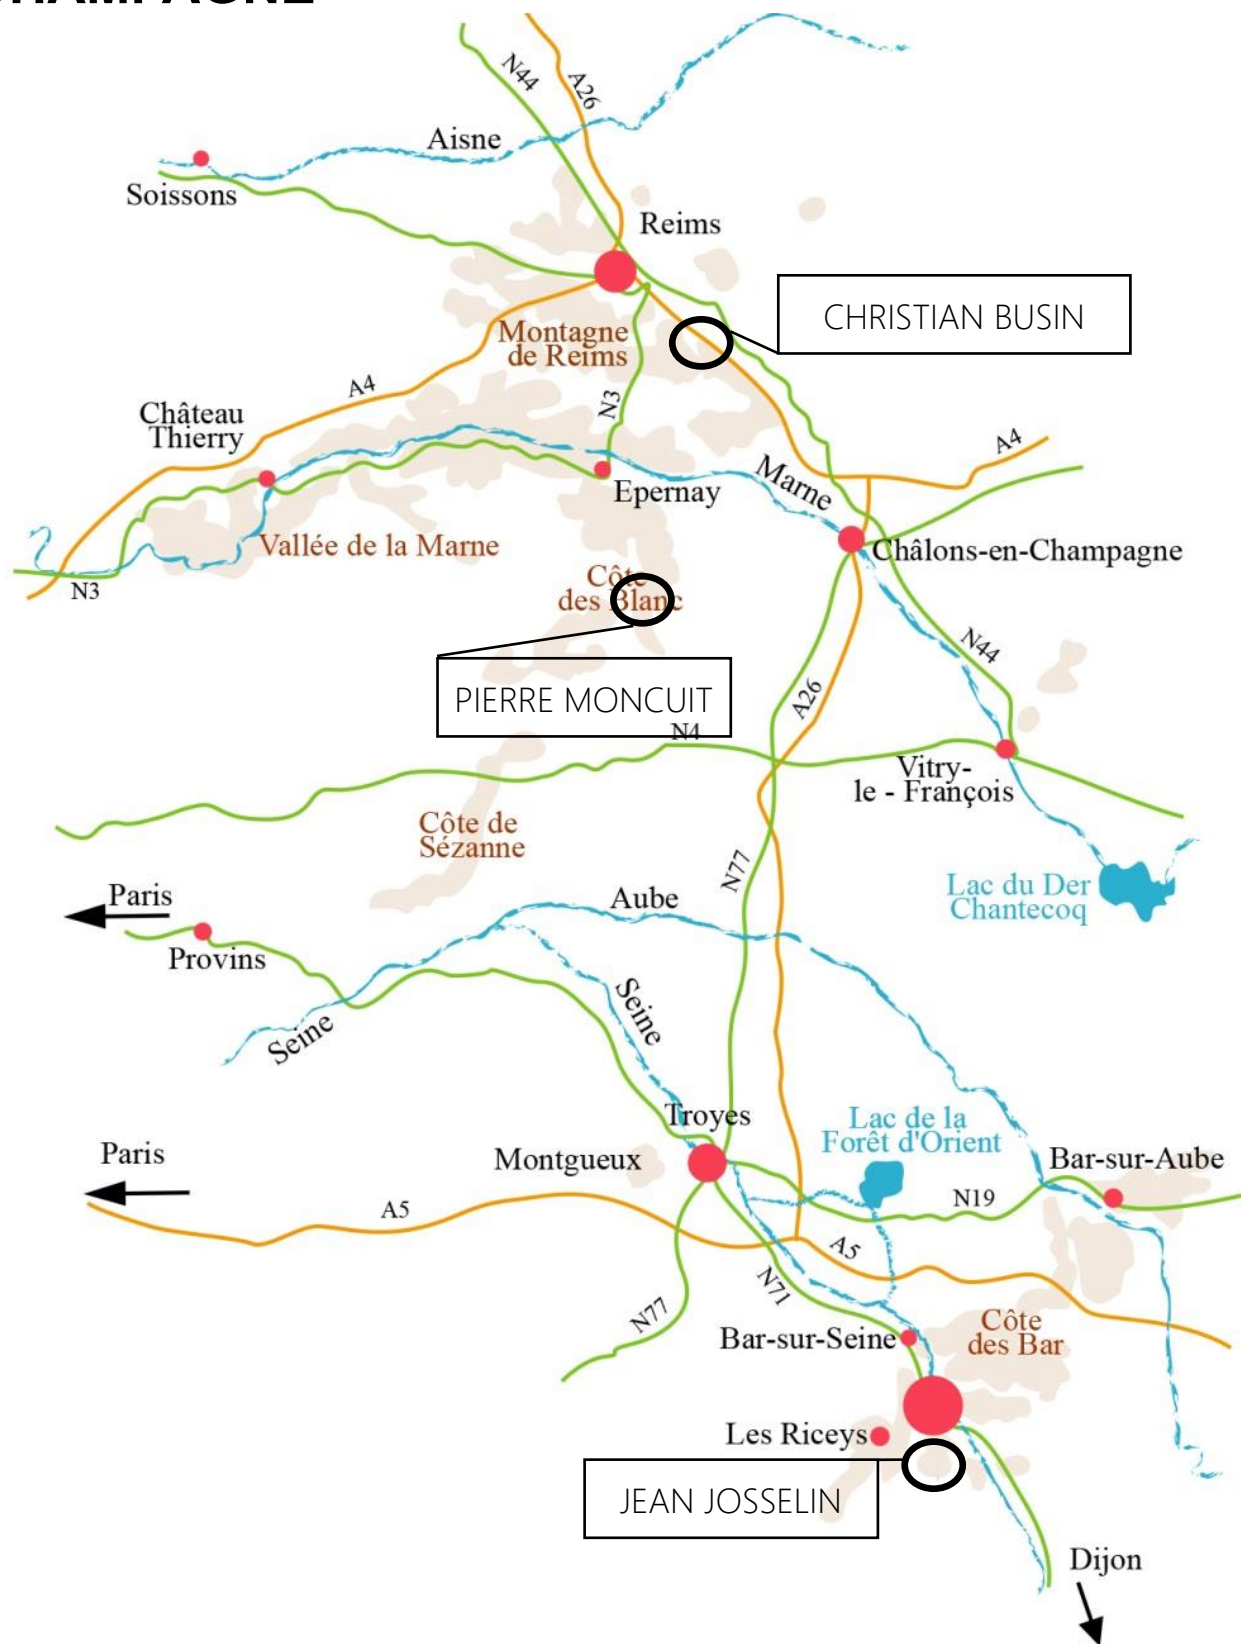 CHAMPAGNE
N44
A26
Aisne
Soissons
Reims
CHRISTIAN BUSIN
Montagne
de Reims
A4
N3
Château
Thierry
A4
Marne
Epernay
Vallée de la Marne
Châlons-en-Champagne
N3
Côte
des Blanc
N44
PIERRE MONCUIT
A26
N4
Vitry-
le - François
Côte de
Sézanne
N77
Lac du Der
Chantecoq
Paris
Aube
Provins
Seine
Seine
Troyes
Lac de la
Forêt d'Orient
Paris
Montgueux
Bar-sur-Aube
A5
N19
A5
N71
N77
Bar-sur-Seine
Côte
des Bar
Les Riceys
JEAN JOSSELIN
Dijon